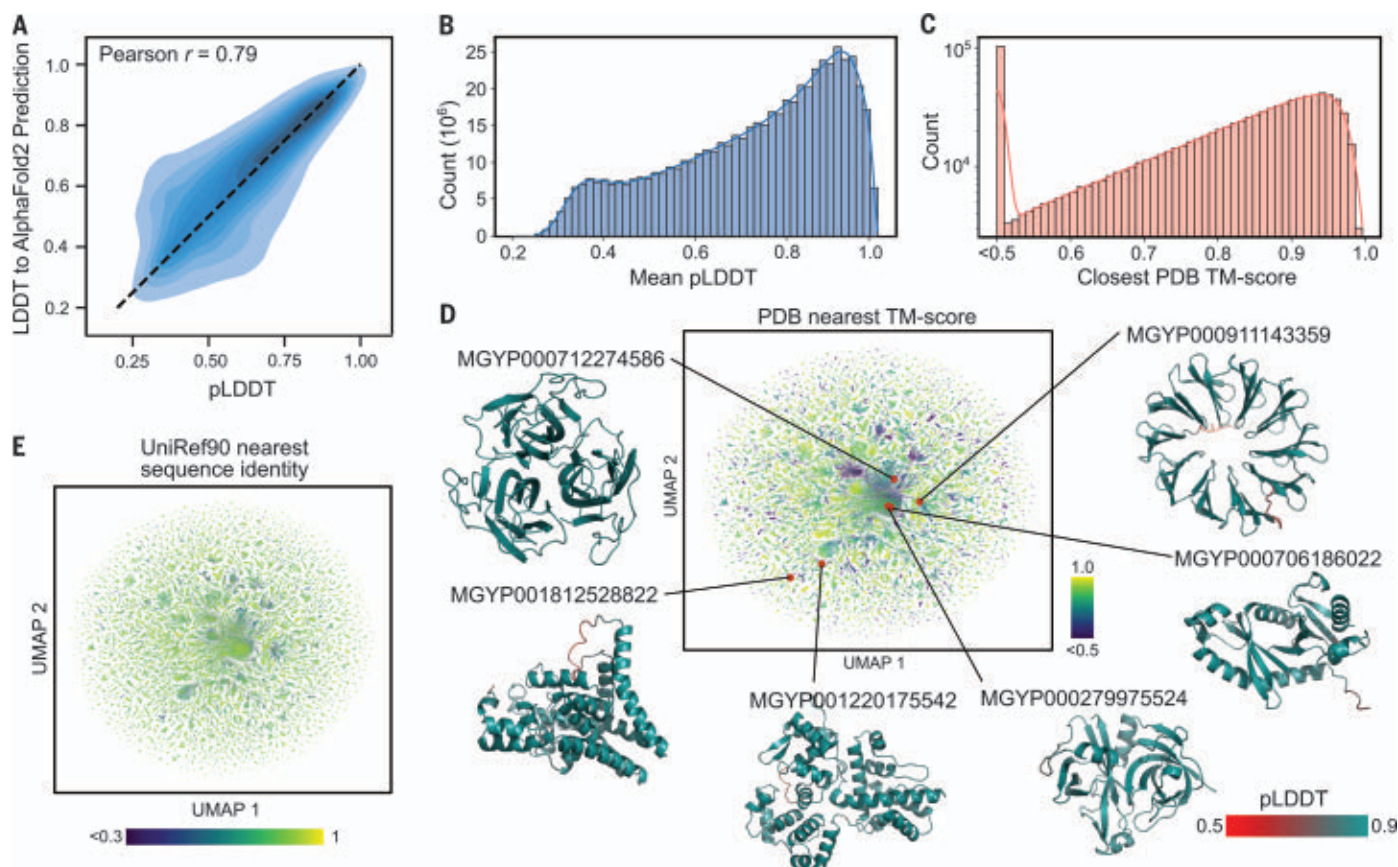 A
Pearson r = 0.79
LDDT to AlphaFold2 Prediction
1.0
0.8
0.6
0.4
0.2
0.25 0.50 0.75 1.00
pLDDT
B
Count (10⁶)
25
20
15
10
5
0
0.2 0.4 0.6 0.8 1.0
Mean pLDDT
C
Count
10⁵
10⁴
<0.5 0.6 0.7 0.8 0.9 1.0
Closest PDB TM-score
D
PDB nearest TM-score
MGYP000712274586
MGYP000911143359
MGYP001812528822
MGYP000706186022
MGYP001220175542
MGYP000279975524
UMAP 2
UMAP 1
1.0
<0.5
pLDDT
0.5 0.9
E
UniRef90 nearest
sequence identity
UMAP 2
UMAP 1
<0.3 1